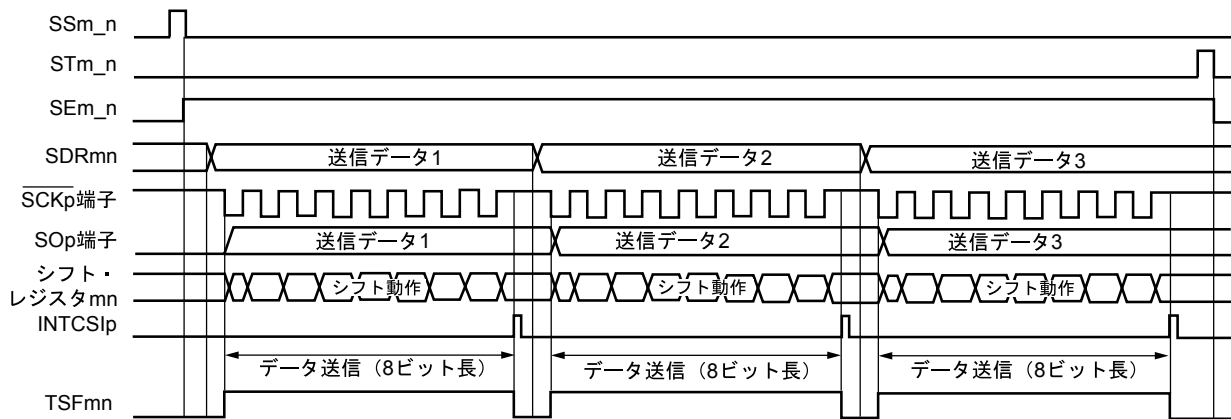 SSm_n
STm_n
SEm_n
SDRmn 送信データ1 送信データ2 送信データ3
SCKp端子
SOp端子 送信データ1 送信データ2 送信データ3
シフト・
レジスタmn シフト動作 シフト動作 シフト動作
INTCSIp
データ送信（8ビット長） データ送信（8ビット長） データ送信（8ビット長）
TSFmn